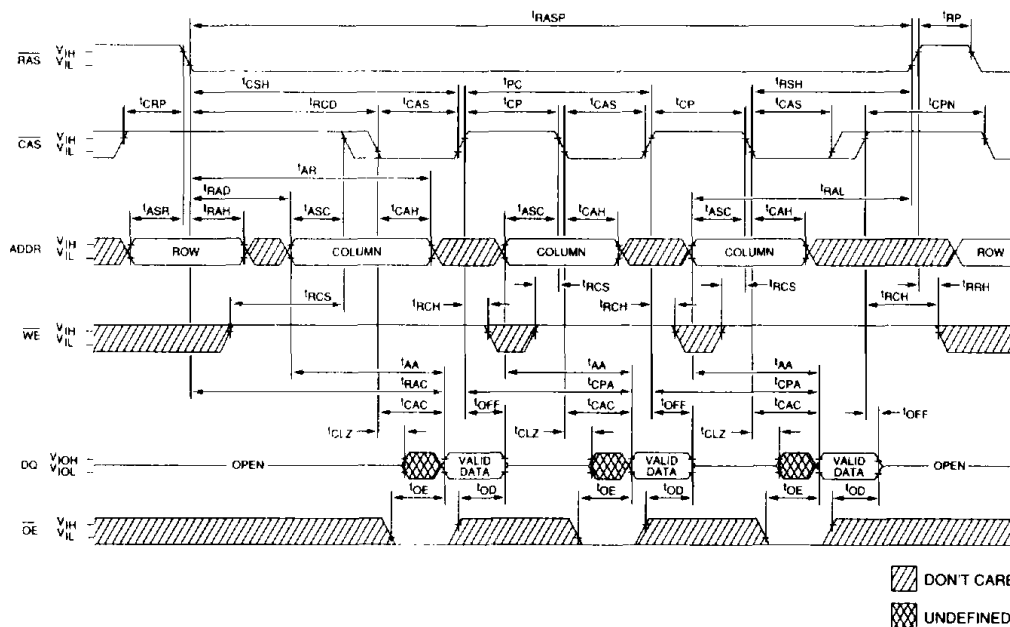 tRASP tRP
RAS VIH
VIL
tCSH tPC tRSH
tCRP tRCD tCAS tCP tCAS tCP tCAS tCPN
CAS VIH
VIL
tAR
tRAD tRAL
tASR tRAH tASC tCAH tASC tCAH tASC tCAH
ADDR VIH
VIL
ROW COLUMN COLUMN COLUMN ROW
tRCS tRCH tRCS tRCH tRCS tRCH tRRH
WE VIH
VIL
tAA tAA tAA
tRAC tCPA tCPA
tCAC tOFF tCAC tOFF tCAC tOFF
tCLZ tCLZ tCLZ
DQ VIOH
VIOL
OPEN VALID DATA VALID DATA VALID DATA OPEN
tOE tOD tOE tOD tOE tOD
OE VIH
VIL
DON'T CARE
UNDEFINED